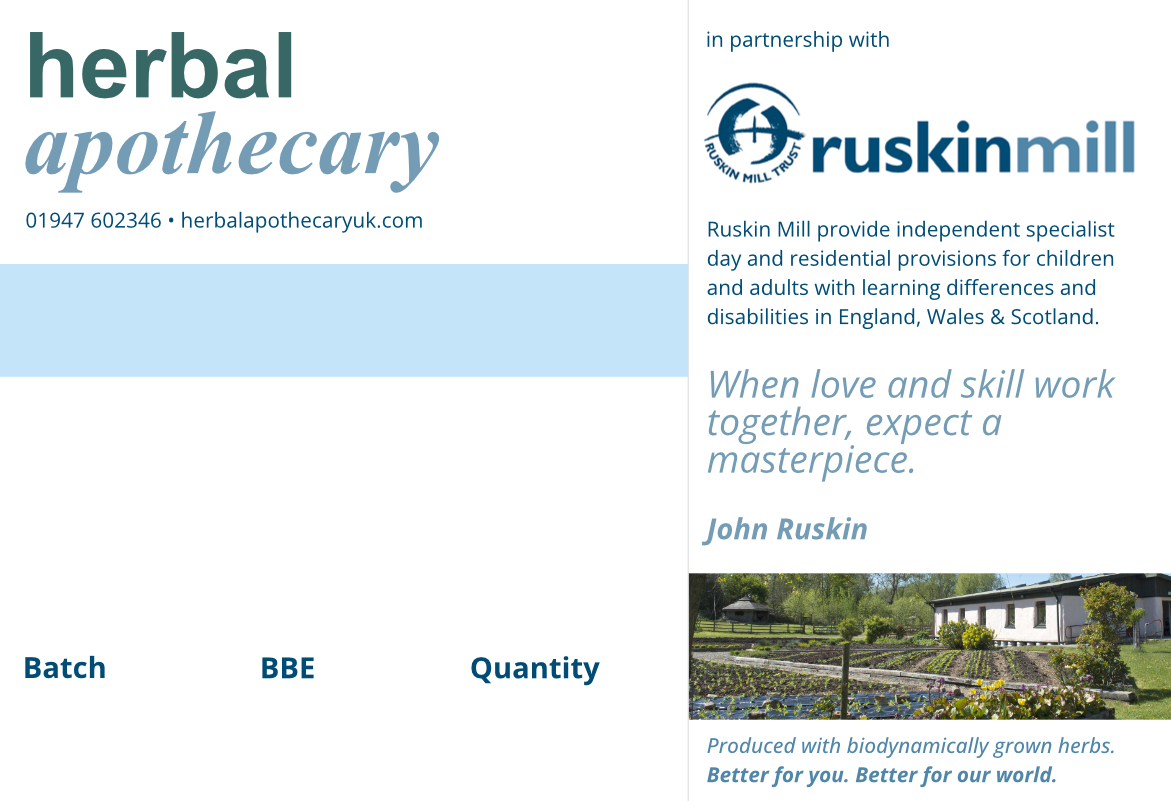 herbal
apothecary
01947 602346 • herbalapothecaryuk.com
Batch
BBE
Quantity
in partnership with
RUSKIN MILL TRUST
ruskinmill
Ruskin Mill provide independent specialist
day and residential provisions for children
and adults with learning differences and
disabilities in England, Wales & Scotland.
When love and skill work
together, expect a
masterpiece.
John Ruskin
Produced with biodynamically grown herbs.
Better for you. Better for our world.